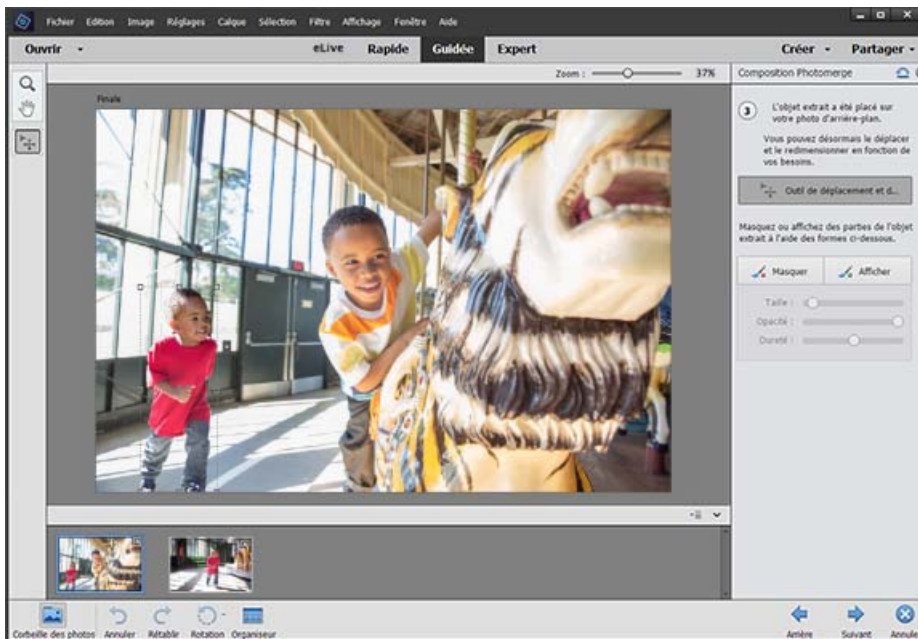 Fichier Edition Image Réglages Calque Sélection Filtre Affichage Fenêtre Aide
Ouvrir eLive Rapide Guidée Expert Créer Partager
Zoom : 37% Composition Photomerge
Finale
3 L'objet extrait a été placé sur
votre photo d'arrière-plan.
Vous pouvez désormais le déplacer
et le redimensionner en fonction de
vos besoins.
Outil de déplacement et d...
Masquez ou affichez des parties de l'objet
extrait à l'aide des formes ci-dessous.
Masquer Afficher
Taille :
Opacité :
Dureté :
Corbeille des photos Annuler Rétablir Rotation Organiseur Arrière Suivant Annule